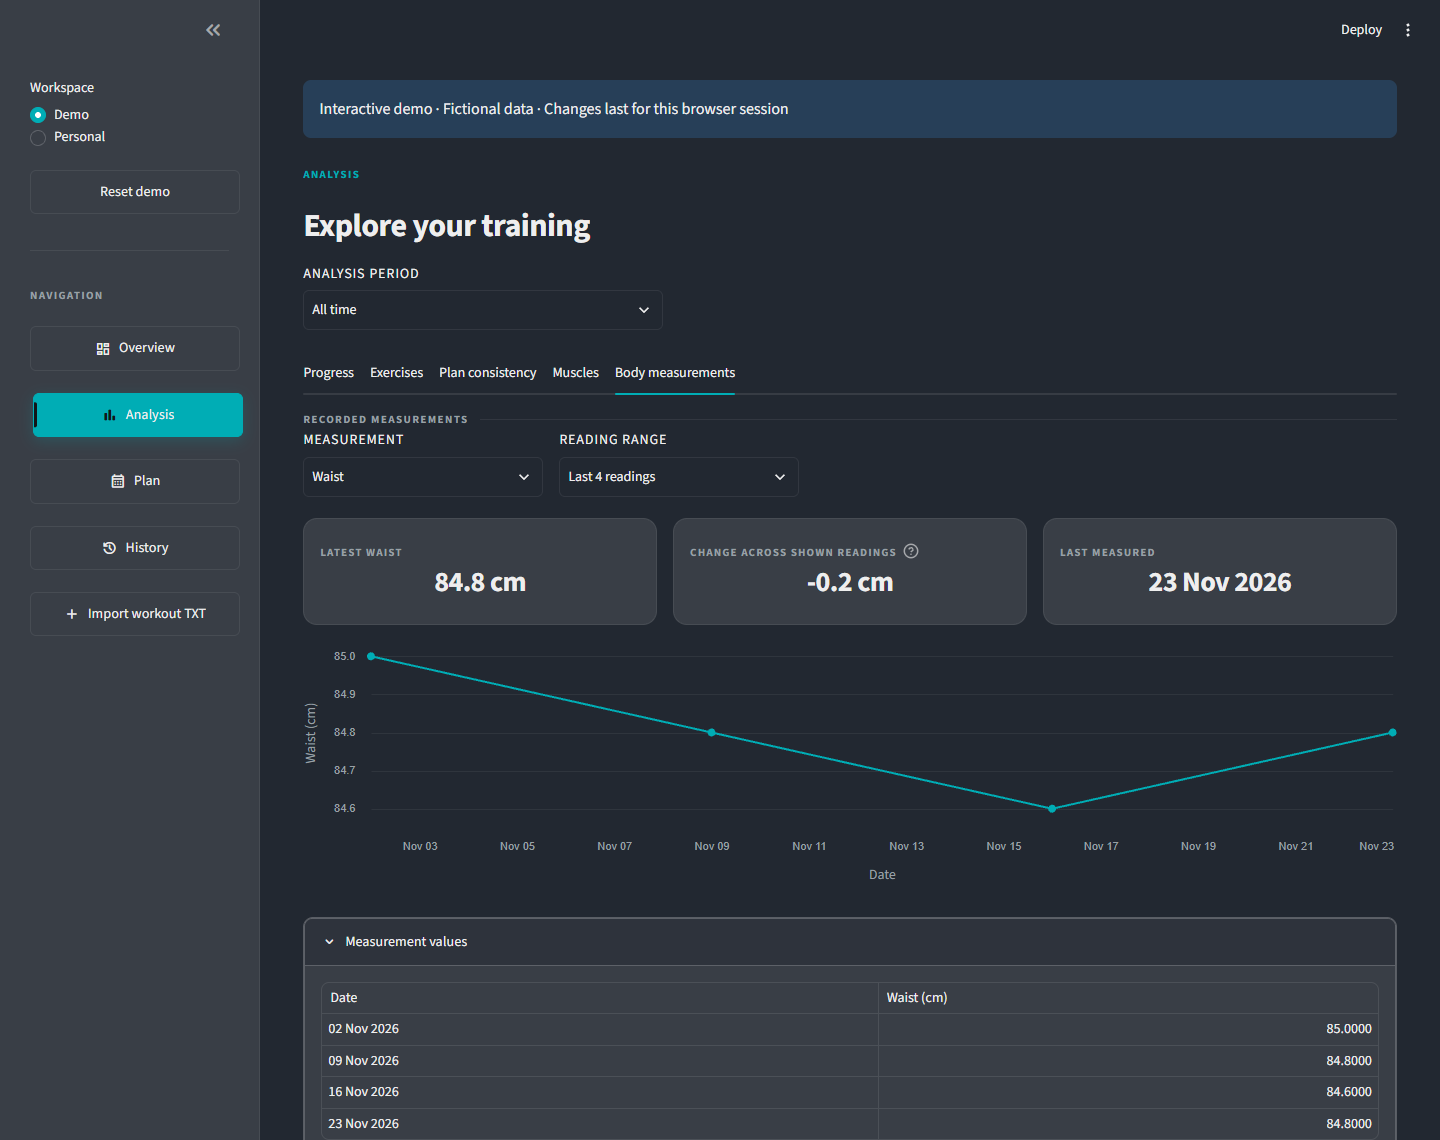 Deploy
Workspace
Demo
Personal
Reset demo
NAVIGATION
Overview
Analysis
Plan
History
Import workout TXT
Interactive demo · Fictional data · Changes last for this browser session
ANALYSIS
Explore your training
ANALYSIS PERIOD
All time
Progress Exercises Plan consistency Muscles Body measurements
RECORDED MEASUREMENTS
MEASUREMENT READING RANGE
Waist Last 4 readings
LATEST WAIST
84.8 cm
CHANGE ACROSS SHOWN READINGS
-0.2 cm
LAST MEASURED
23 Nov 2026
85.0
84.9
84.8
84.7
84.6
Waist (cm)
Nov 03 Nov 05 Nov 07 Nov 09 Nov 11 Nov 13 Nov 15 Nov 17 Nov 19 Nov 21 Nov 23
Date
Measurement values
Date Waist (cm)
02 Nov 2026 85.0000
09 Nov 2026 84.8000
16 Nov 2026 84.6000
23 Nov 2026 84.8000